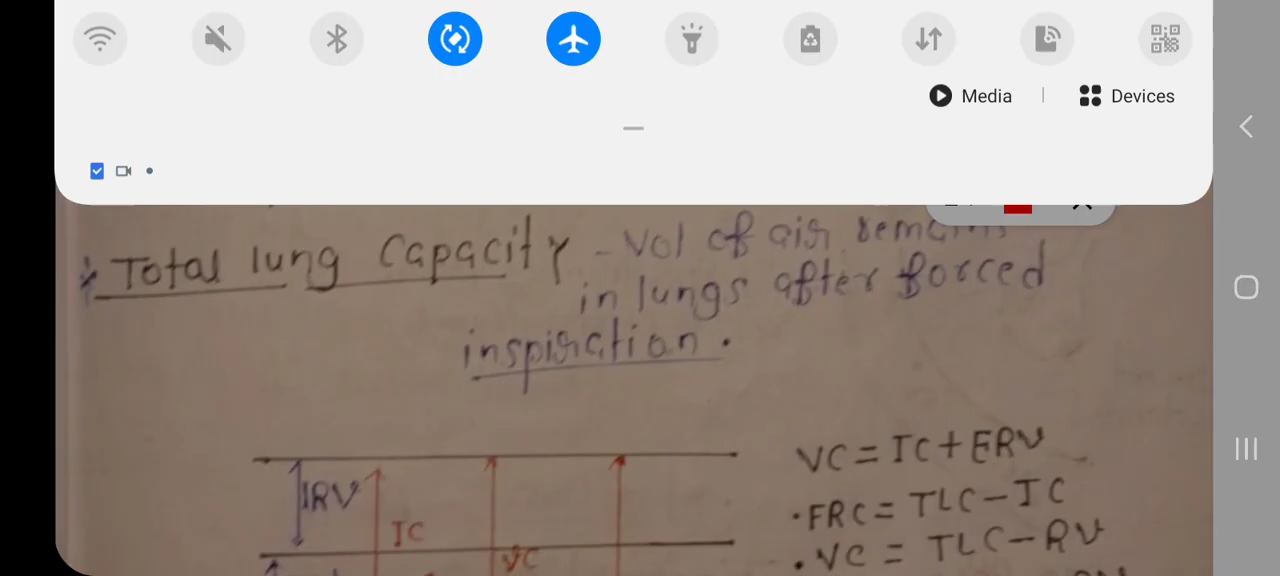 Media | Devices
* Total lung Capacity - Vol of air remains
in lungs after forced
inspiration.
VC = IC + ERV
IRV
• FRC = TLC - IC
IC
• VC = TLC - RV
VC